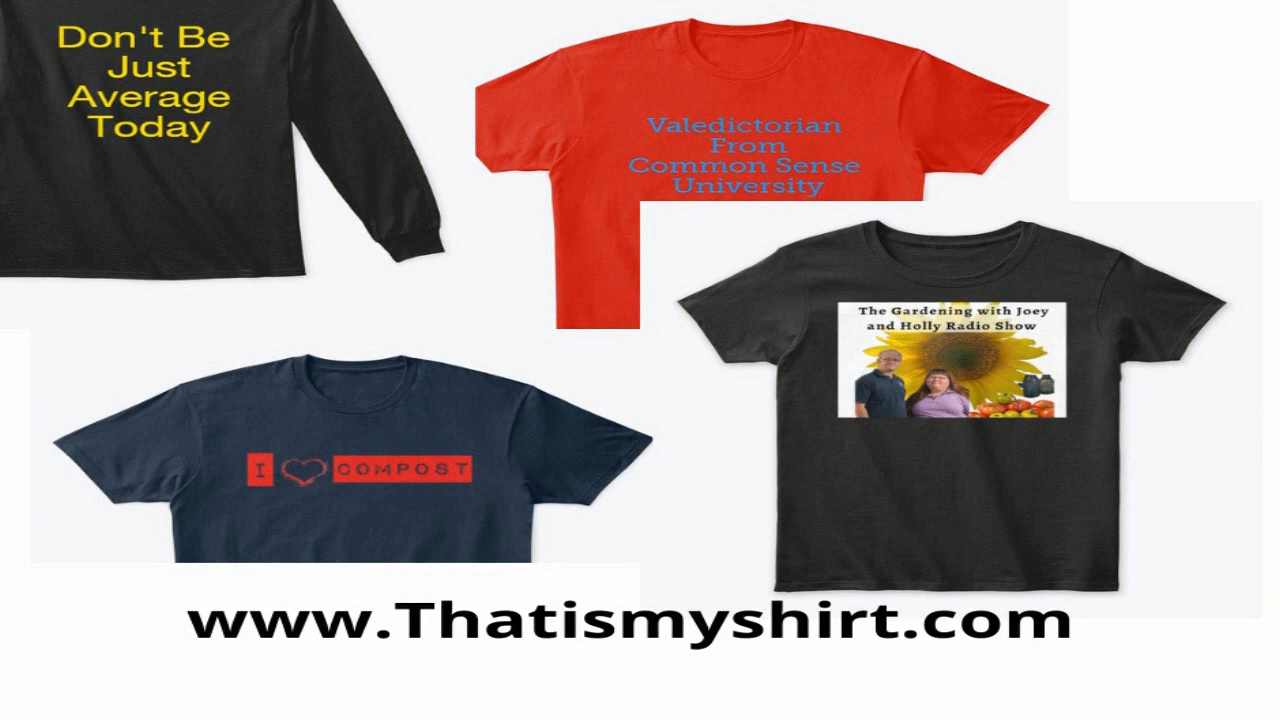 Don't Be
Just
Average
Today
Valedictorian
From
Common Sense
University
The Gardening with Joey
and Holly Radio Show
I
COMPOST
www.Thatismyshirt.com